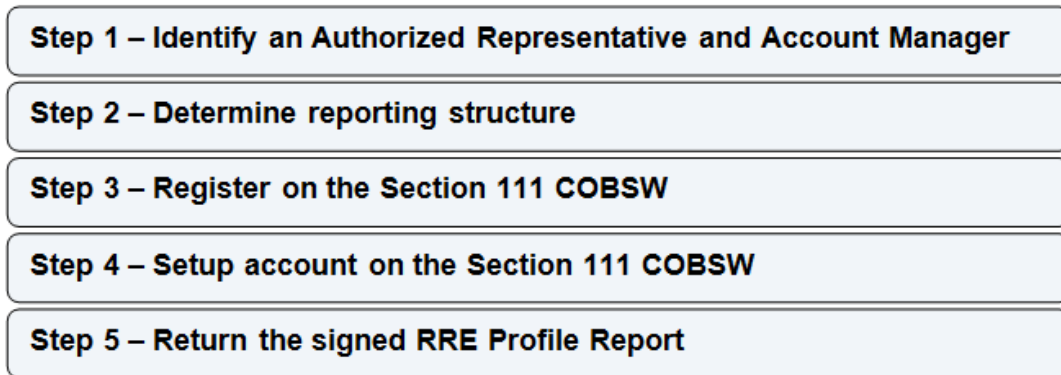 Step 1 – Identify an Authorized Representative and Account Manager
Step 2 – Determine reporting structure
Step 3 – Register on the Section 111 COBSW
Step 4 – Setup account on the Section 111 COBSW
Step 5 – Return the signed RRE Profile Report